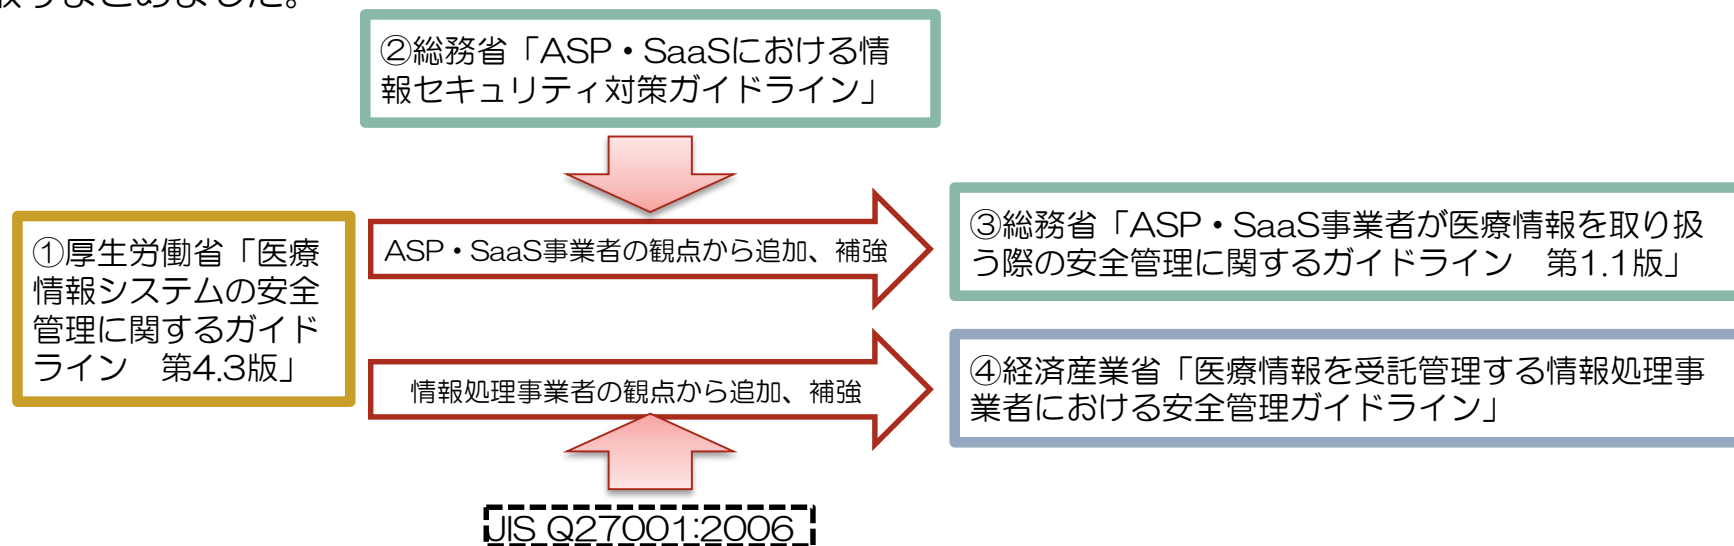 取りまとめました。
②総務省「ASP・SaaSにおける情
報セキュリティ対策ガイドライン」
①厚生労働省「医療
情報システムの安全
管理に関するガイド
ライン　第4.3版」
ASP・SaaS事業者の観点から追加、補強
③総務省「ASP・SaaS事業者が医療情報を取り扱
う際の安全管理に関するガイドライン　第1.1版」
情報処理事業者の観点から追加、補強
④経済産業省「医療情報を受託管理する情報処理事
業者における安全管理ガイドライン」
JIS Q27001:2006